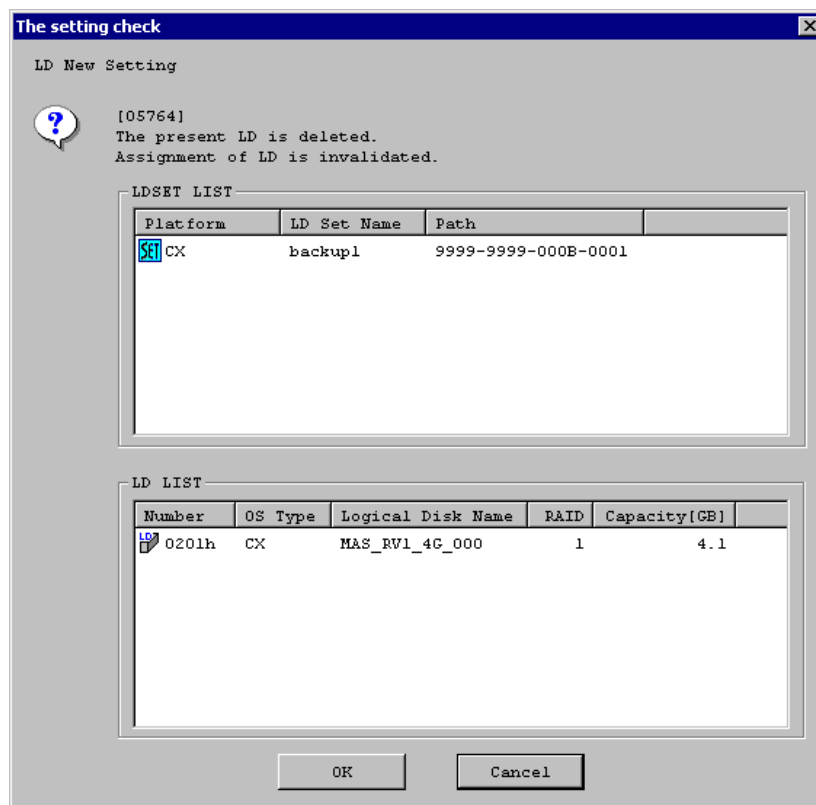 The setting check
LD New Setting
?
[05764]
The present LD is deleted.
Assignment of LD is invalidated.
LDSET LIST
Platform LD Set Name Path
SET CX backup1 9999-9999-000B-0001
LD LIST
Number OS Type Logical Disk Name RAID Capacity[GB]
LD 0201h CX MAS_RV1_4G_000 1 4.1
OK Cancel